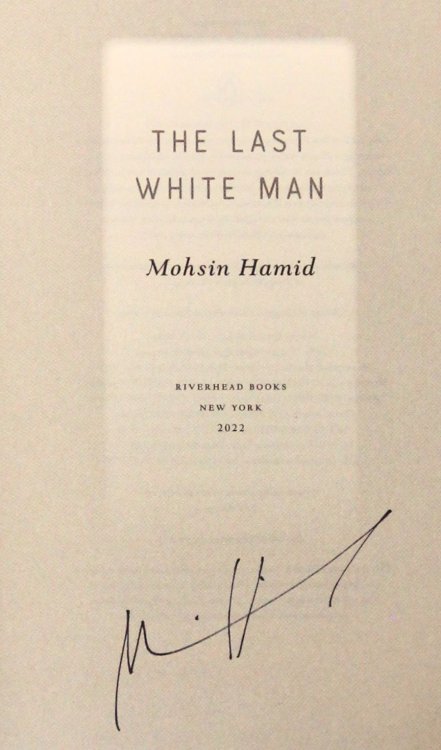 THE LAST
WHITE MAN
Mohsin Hamid
RIVERHEAD BOOKS
NEW YORK
2022